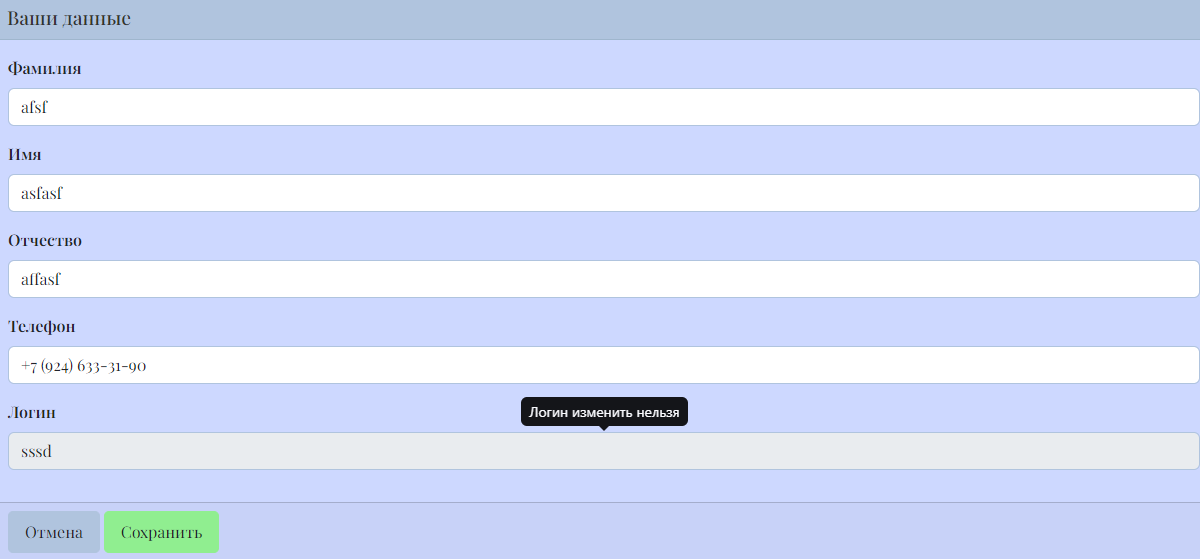 Ваши данные
Фамилия
afsf
Имя
asfasf
Отчество
affasf
Телефон
+7 (924) 633-31-90
Логин изменить нельзя
Логин
sssd
Отмена Сохранить